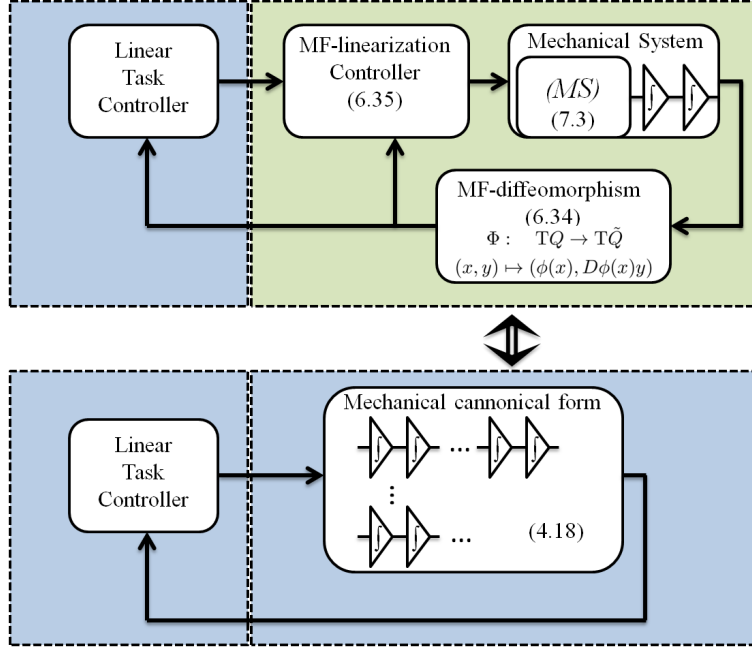 Linear
Task
Controller
MF-linearization
Controller
(6.35)
Mechanical System
(MS)
(7.3)
∫ ∫
MF-diffeomorphism
(6.34)
Φ : TQ → TQ̃
(x, y) ↦ (ϕ(x), Dϕ(x)y)
Linear
Task
Controller
Mechanical cannonical form
∫ ∫ ... ∫ ∫
⋮
∫ ∫ ...
(4.18)